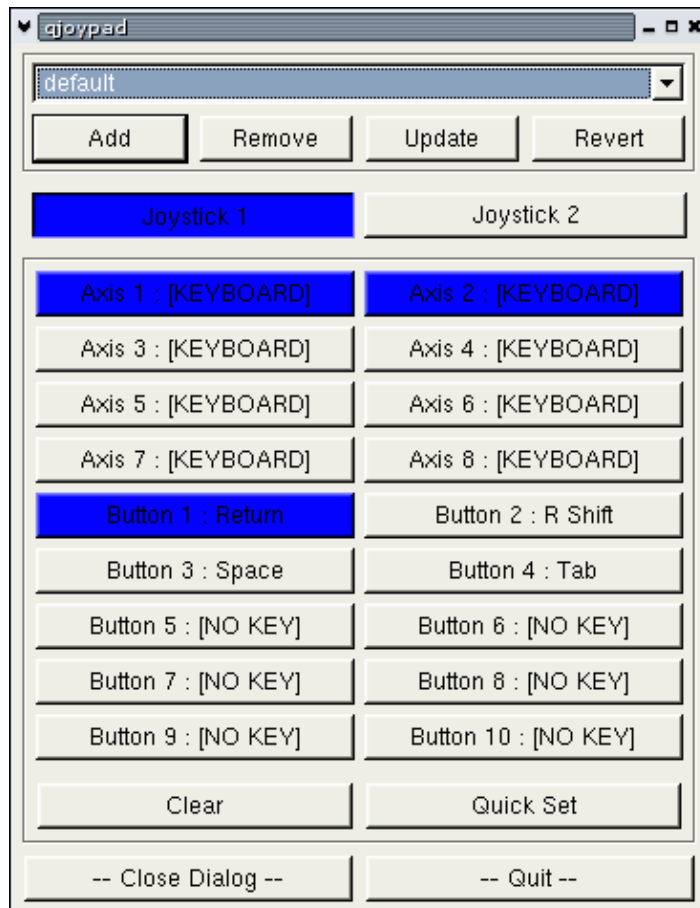 qjoypad
default
Add Remove Update Revert
Joystick 1 Joystick 2
Axis 1 : [KEYBOARD] Axis 2 : [KEYBOARD]
Axis 3 : [KEYBOARD] Axis 4 : [KEYBOARD]
Axis 5 : [KEYBOARD] Axis 6 : [KEYBOARD]
Axis 7 : [KEYBOARD] Axis 8 : [KEYBOARD]
Button 1 : Return Button 2 : R Shift
Button 3 : Space Button 4 : Tab
Button 5 : [NO KEY] Button 6 : [NO KEY]
Button 7 : [NO KEY] Button 8 : [NO KEY]
Button 9 : [NO KEY] Button 10 : [NO KEY]
Clear Quick Set
-- Close Dialog -- -- Quit --